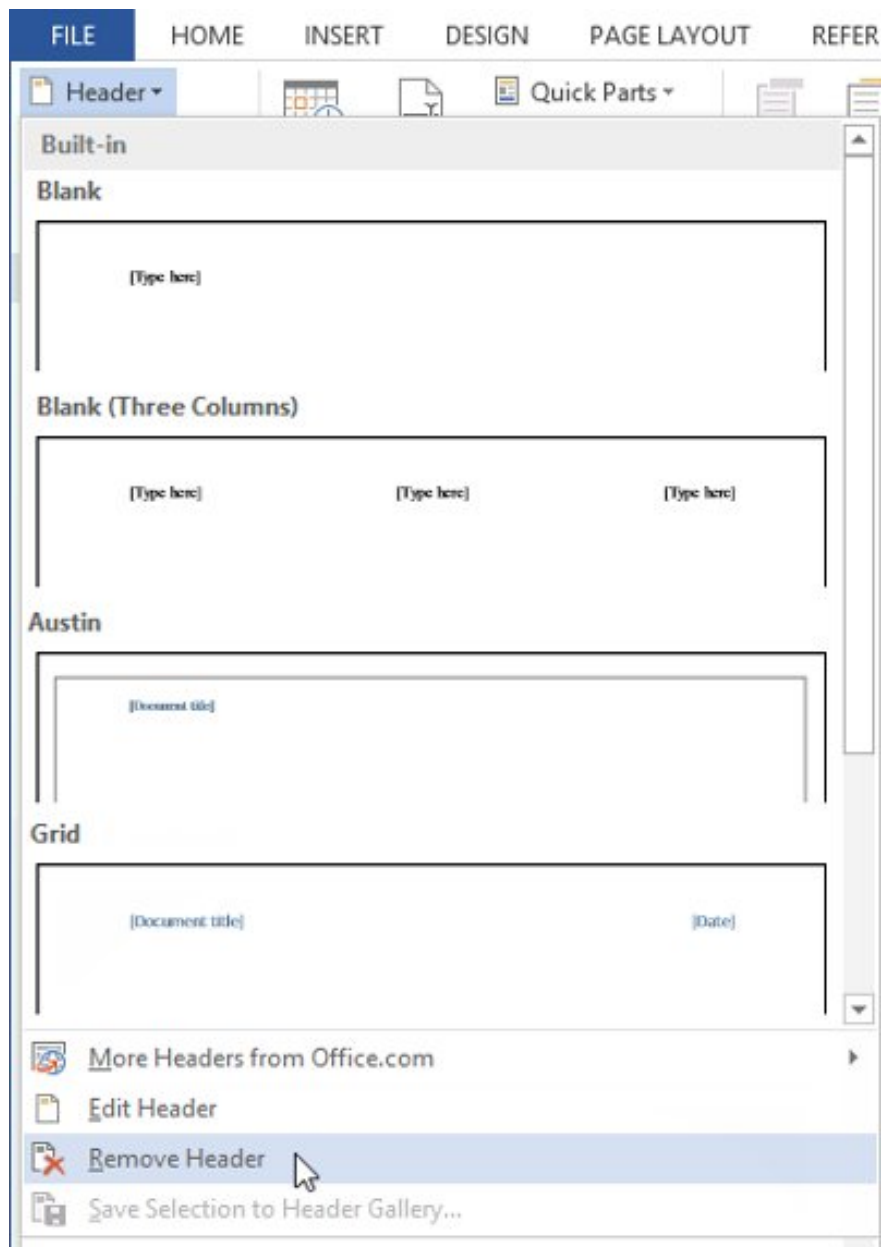 FILE HOME INSERT DESIGN PAGE LAYOUT REFER
Header Quick Parts
Built-in
Blank
[Type here]
Blank (Three Columns)
[Type here] [Type here] [Type here]
Austin
[Document title]
Grid
[Document title] [Date]
More Headers from Office.com
Edit Header
Remove Header
Save Selection to Header Gallery...